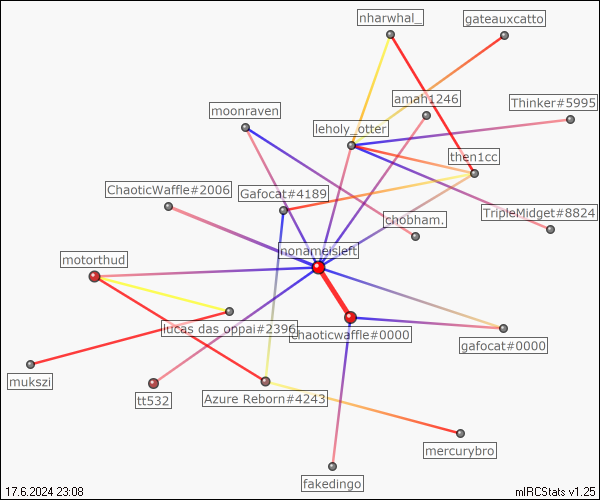 nharwhal_
gateauxcatto
amah1246
Thinker#5995
moonraven
leholy_otter
then1cc
ChaoticWaffle#2006
Gafocat#4189
chobham.
TripleMidget#8824
nonameisleft
motorthud
lucas das oppai#2396
chaoticwaffle#0000
gafocat#0000
mukszi
tt532
Azure Reborn#4243
mercurybro
fakedingo
17.6.2024 23:08
mIRCStats v1.25